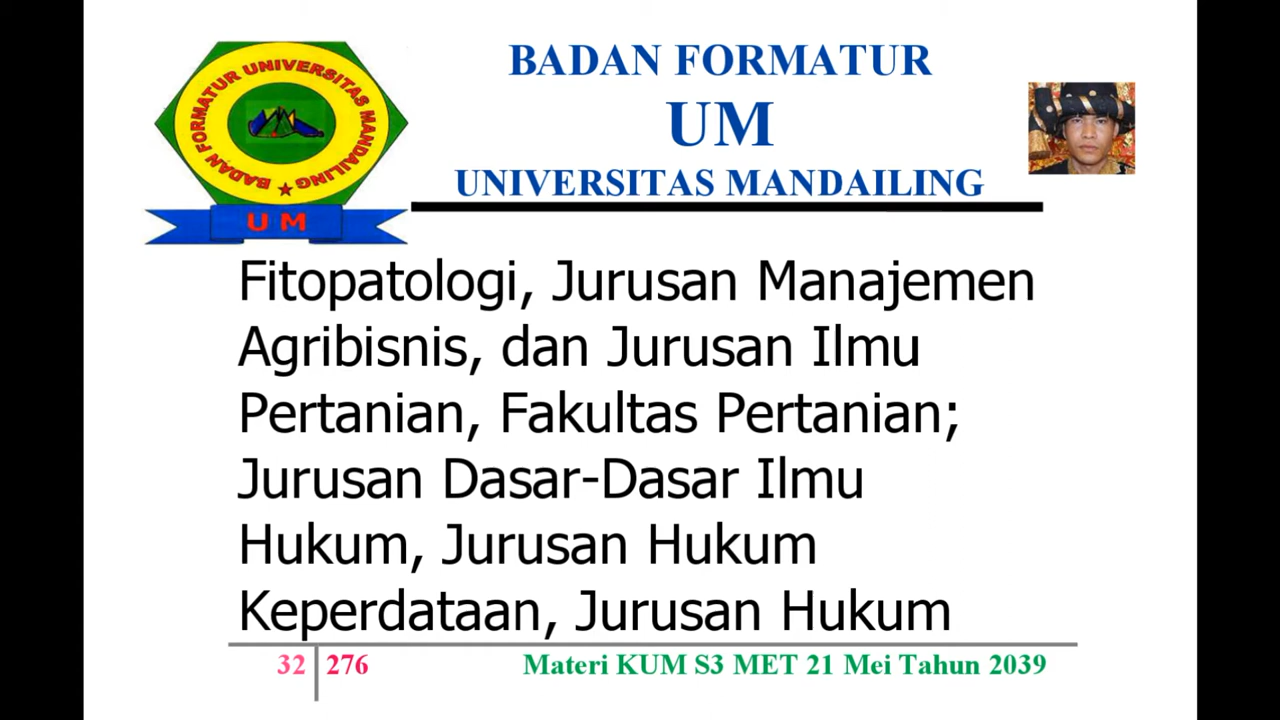 BADAN FORMATUR UNIVERSITAS MANDAILING
U M
BADAN FORMATUR
UM
UNIVERSITAS MANDAILING
Fitopatologi, Jurusan Manajemen
Agribisnis, dan Jurusan Ilmu
Pertanian, Fakultas Pertanian;
Jurusan Dasar-Dasar Ilmu
Hukum, Jurusan Hukum
Keperdataan, Jurusan Hukum
32 276 Materi KUM S3 MET 21 Mei Tahun 2039